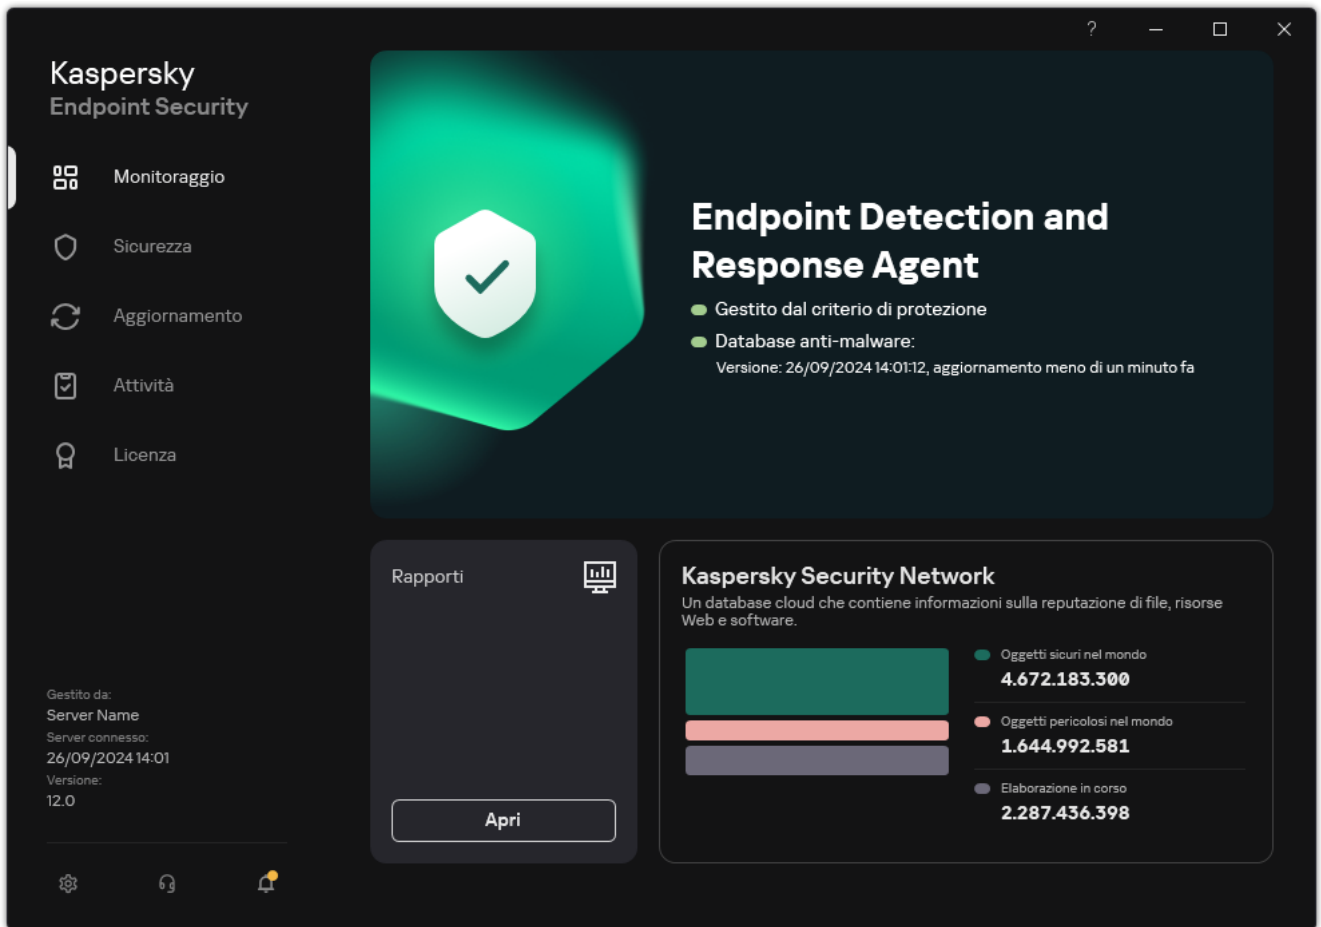 ?
Kaspersky
Endpoint Security
Monitoraggio
Sicurezza
Aggiornamento
Attività
Licenza
Gestito da:
Server Name
Server connesso:
26/09/2024 14:01
Versione:
12.0
Endpoint Detection and
Response Agent
Gestito dal criterio di protezione
Database anti-malware:
Versione: 26/09/2024 14:01:12, aggiornamento meno di un minuto fa
Rapporti
Apri
Kaspersky Security Network
Un database cloud che contiene informazioni sulla reputazione di file, risorse
Web e software.
Oggetti sicuri nel mondo
4.672.183.300
Oggetti pericolosi nel mondo
1.644.992.581
Elaborazione in corso
2.287.436.398